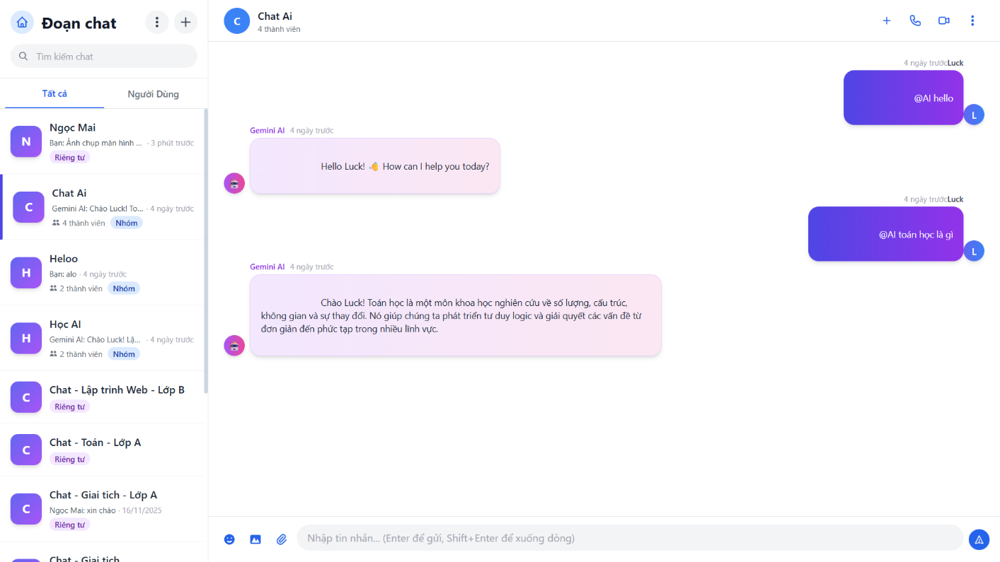 Đoạn chat
Tìm kiếm chat
Tất cả
Người Dùng
N
Ngọc Mai
Bạn: Ảnh chụp màn hình ... · 3 phút trước
Riêng tư
C
Chat Ai
Gemini AI: Chào Luck! To... · 4 ngày trước
4 thành viên
Nhóm
H
Heloo
Bạn: alo · 4 ngày trước
2 thành viên
Nhóm
H
Học AI
Gemini AI: Chào Luck! Lậ... · 4 ngày trước
2 thành viên
Nhóm
C
Chat - Lập trình Web - Lớp B
Riêng tư
C
Chat - Toán - Lớp A
Riêng tư
C
Chat - Giai tich - Lớp A
Ngọc Mai: xin chào · 16/11/2025
Riêng tư
Chat - Giai tich
C
Chat Ai
4 thành viên
4 ngày trướcLuck
@AI hello
L
Gemini AI 4 ngày trước
Hello Luck! 👋 How can I help you today?
4 ngày trướcLuck
@AI toán học là gì
L
Gemini AI 4 ngày trước
Chào Luck! Toán học là một môn khoa học nghiên cứu về số lượng, cấu trúc,
không gian và sự thay đổi. Nó giúp chúng ta phát triển tư duy logic và giải quyết các vấn đề từ
đơn giản đến phức tạp trong nhiều lĩnh vực.
Nhập tin nhắn... (Enter để gửi, Shift+Enter để xuống dòng)